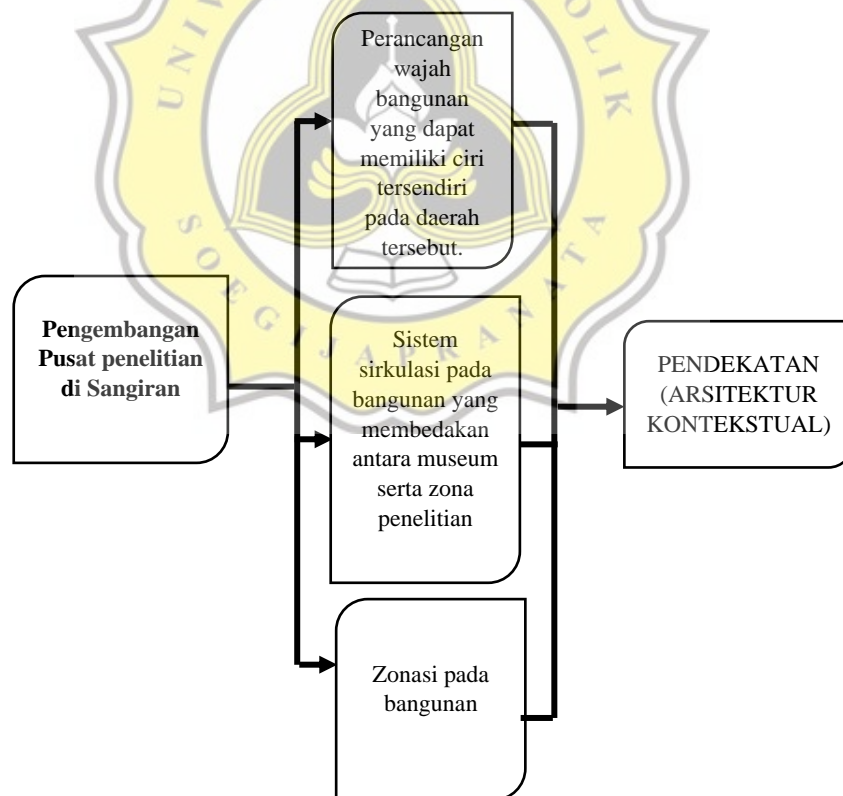 Pengembangan
Pusat penelitian
di Sangiran
Perancangan
wajah
bangunan
yang dapat
memiliki ciri
tersendiri
pada daerah
tersebut.
Sistem
sirkulasi pada
bangunan yang
membedakan
antara museum
serta zona
penelitian
Zonasi pada
bangunan
PENDEKATAN
(ARSITEKTUR
KONTEKSTUAL)
SOEGIJAPRANATA